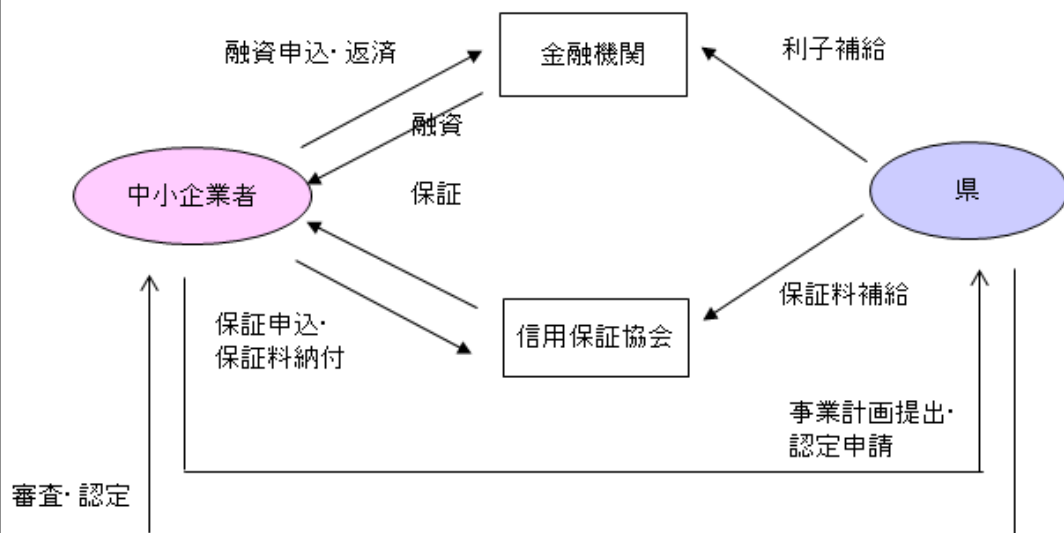 融資申込・返済
金融機関
利子補給
融資
中小企業者
保証
県
保証料補給
保証申込・
保証料納付
信用保証協会
事業計画提出・
認定申請
審査・認定